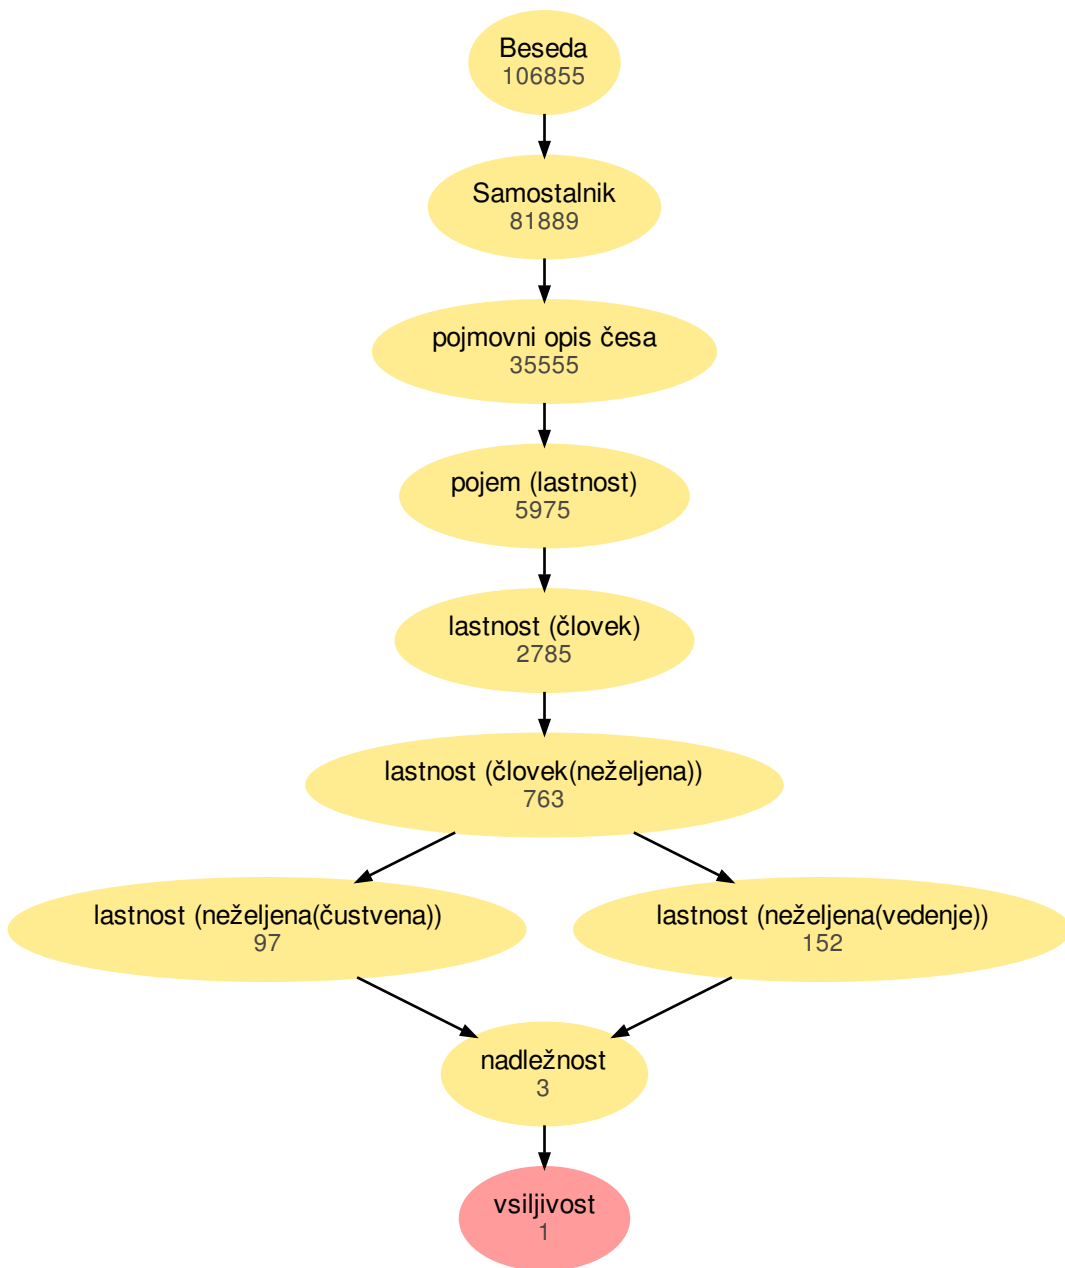 Beseda
106855
Samostalnik
81889
pojmovni opis česa
35555
pojem (lastnost)
5975
lastnost (človek)
2785
lastnost (človek(neželjena))
763
lastnost (neželjena(čustvena))
97
lastnost (neželjena(vedenje))
152
nadležnost
3
vsiljivost
1